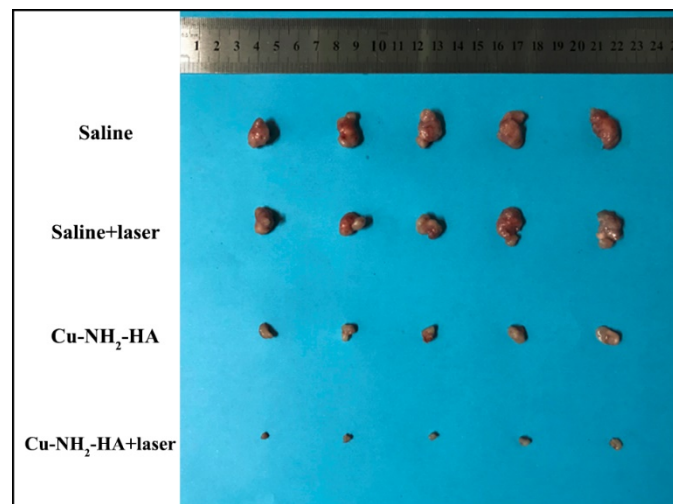 1 2 3 4 5 6 7 8 9 10 11 12 13 14 15 16 17 18 19 20 21 22 23 24
Saline
Saline+laser
Cu-NH₂-HA
Cu-NH₂-HA+laser